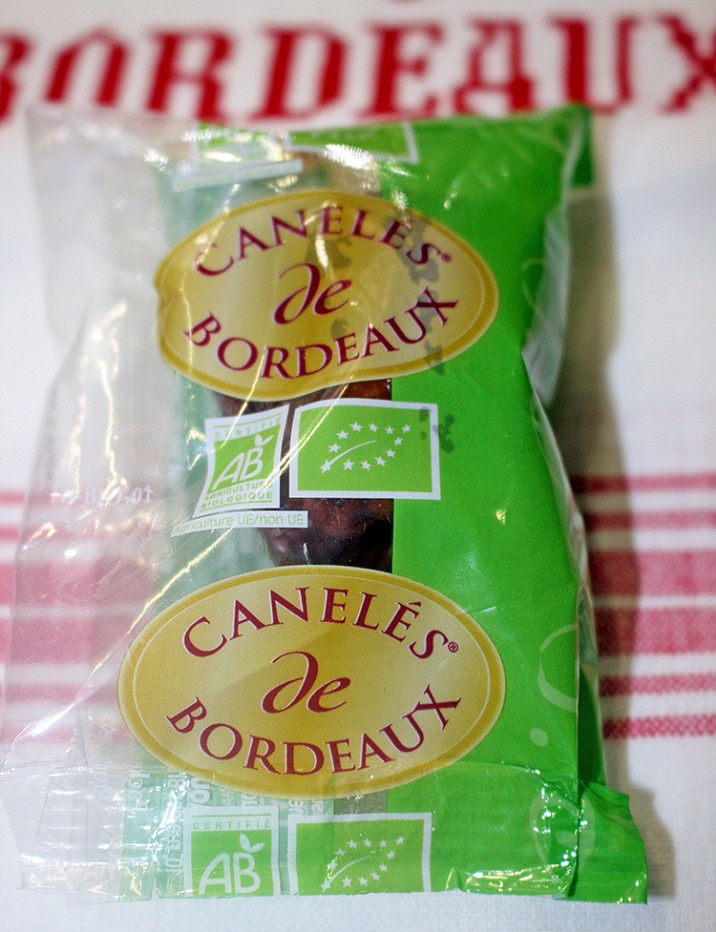 BORDEAUX
CANELÉS®
de
BORDEAUX
CERTIFIÉ
AB
AGRICULTURE
BIOLOGIQUE
Agriculture UE/non UE
CANELÉS®
de
BORDEAUX
CERTIFIÉ
AB